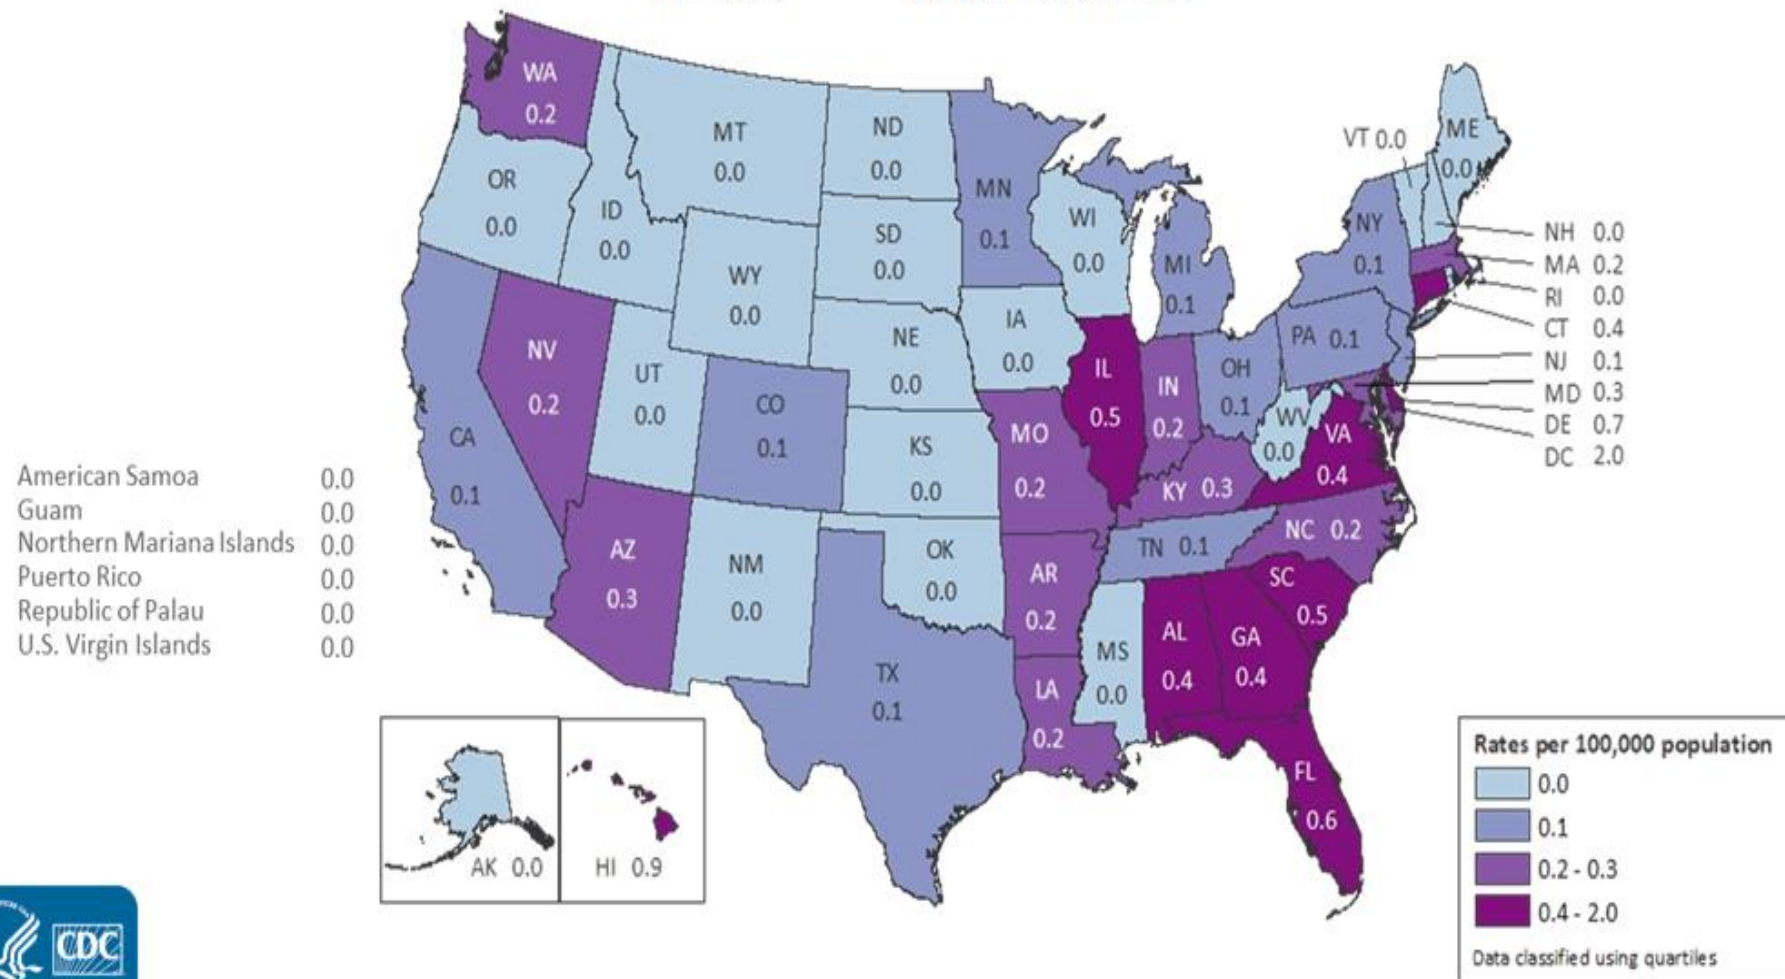 WA
0.2
MT
0.0
ND
0.0
VT 0.0
ME
0.0
OR
0.0
ID
0.0
MN
0.1
WI
0.0
NY
0.1
SD
0.0
WY
0.0
MI
0.1
NH 0.0
MA 0.2
RI 0.0
CT 0.4
NJ 0.1
MD 0.3
DE 0.7
DC 2.0
NV
0.2
UT
0.0
NE
0.0
IA
0.0
IL
0.5
IN
0.2
OH
0.1
PA 0.1
CA
0.1
CO
0.1
KS
0.0
MO
0.2
WV
0.0
VA
0.4
KY 0.3
American Samoa 0.0
Guam 0.0
Northern Mariana Islands 0.0
Puerto Rico 0.0
Republic of Palau 0.0
U.S. Virgin Islands 0.0
AZ
0.3
NM
0.0
OK
0.0
AR
0.2
TN 0.1
NC 0.2
SC
0.5
TX
0.1
LA
0.2
MS
0.0
AL
0.4
GA
0.4
FL
0.6
AK 0.0
HI 0.9
Rates per 100,000 population
0.0
0.1
0.2 - 0.3
0.4 - 2.0
Data classified using quartiles
CDC